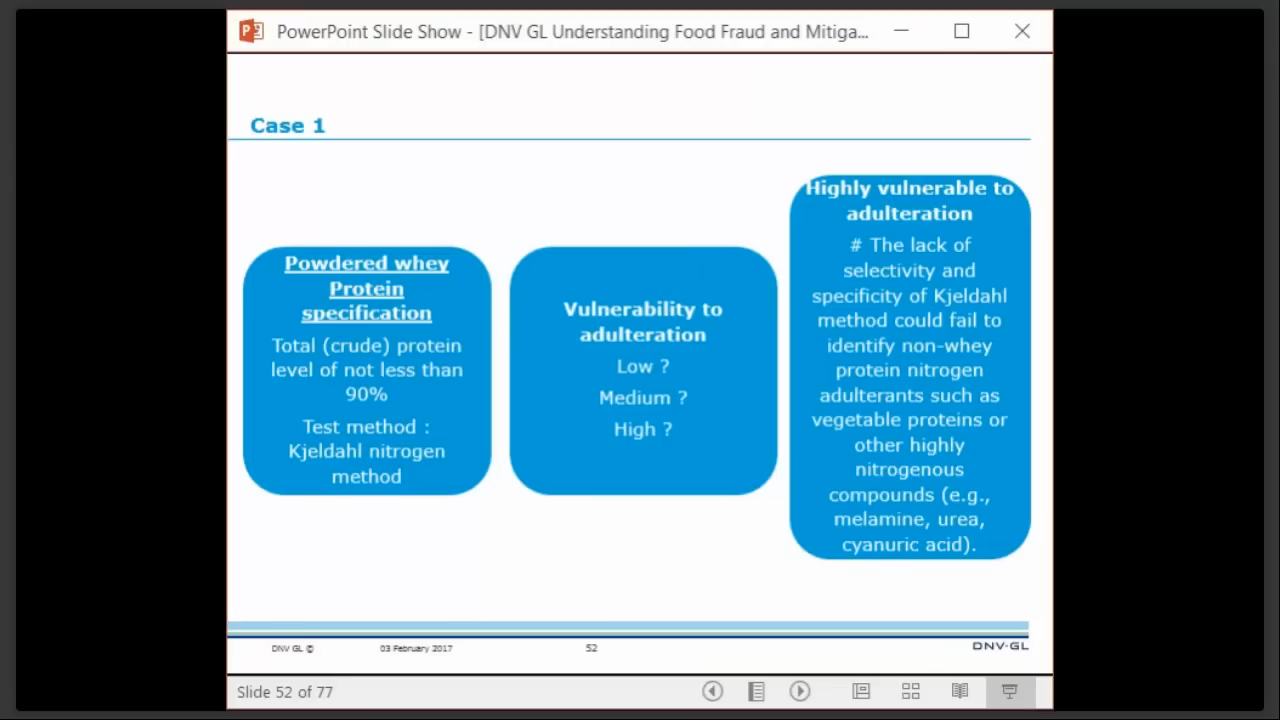 PowerPoint Slide Show - [DNV GL Understanding Food Fraud and Mitiga...
Case 1
Powdered whey
Protein
specification
Total (crude) protein
level of not less than
90%
Test method :
Kjeldahl nitrogen
method
Vulnerability to
adulteration
Low ?
Medium ?
High ?
Highly vulnerable to
adulteration
# The lack of
selectivity and
specificity of Kjeldahl
method could fail to
identify non-whey
protein nitrogen
adulterants such as
vegetable proteins or
other highly
nitrogenous
compounds (e.g.,
melamine, urea,
cyanuric acid).
DNV GL ©
03 February 2017
52
DNV·GL
Slide 52 of 77